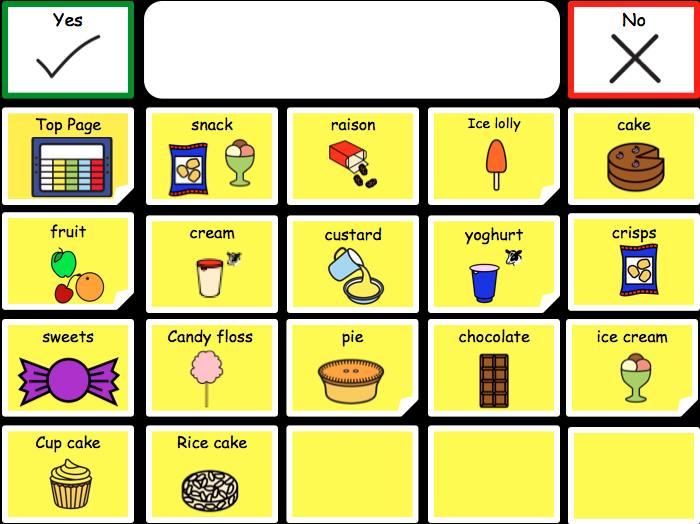 Yes
No
Top Page
snack
raison
Ice lolly
cake
fruit
cream
custard
yoghurt
crisps
sweets
Candy floss
pie
chocolate
ice cream
Cup cake
Rice cake